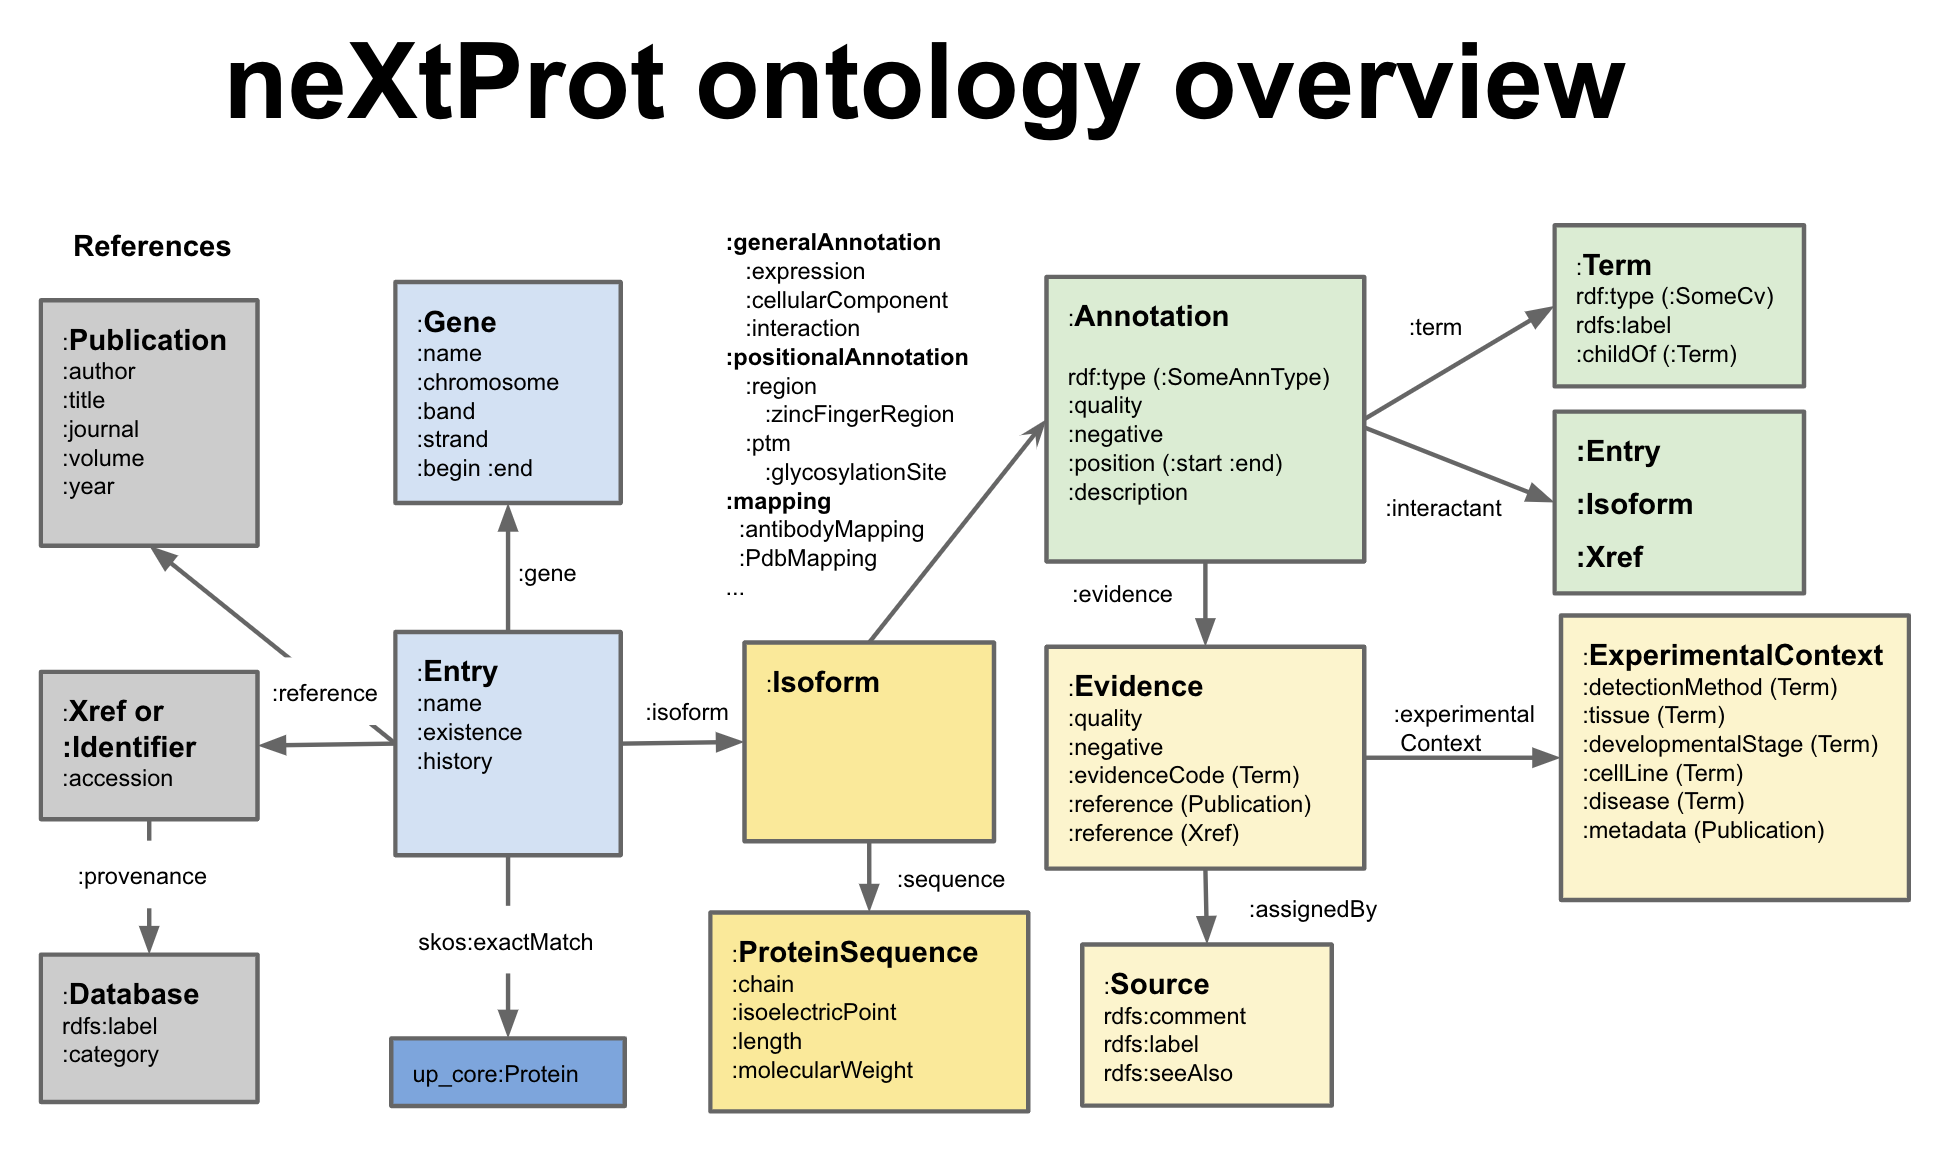 neXtProt ontology overview
References
:Publication
:author
:title
:journal
:volume
:year
:Gene
:name
:chromosome
:band
:strand
:begin :end
:generalAnnotation
:expression
:cellularComponent
:interaction
:positionalAnnotation
:region
:zincFingerRegion
:ptm
:glycosylationSite
:mapping
:antibodyMapping
:PdbMapping
...
:Annotation
rdf:type (:SomeAnnType)
:quality
:negative
:position (:start :end)
:description
:term
:interactant
:Term
rdf:type (:SomeCv)
rdfs:label
:childOf (:Term)
:Entry
:Isoform
:Xref
:gene
:evidence
:reference
:Xref or
:Identifier
:accession
:Entry
:name
:existence
:history
:isoform
:Isoform
:Evidence
:quality
:negative
:evidenceCode (Term)
:reference (Publication)
:reference (Xref)
:experimental
Context
:ExperimentalContext
:detectionMethod (Term)
:tissue (Term)
:developmentalStage (Term)
:cellLine (Term)
:disease (Term)
:metadata (Publication)
:provenance
skos:exactMatch
:sequence
:assignedBy
:Database
rdfs:label
:category
up_core:Protein
:ProteinSequence
:chain
:isoelectricPoint
:length
:molecularWeight
:Source
rdfs:comment
rdfs:label
rdfs:seeAlso